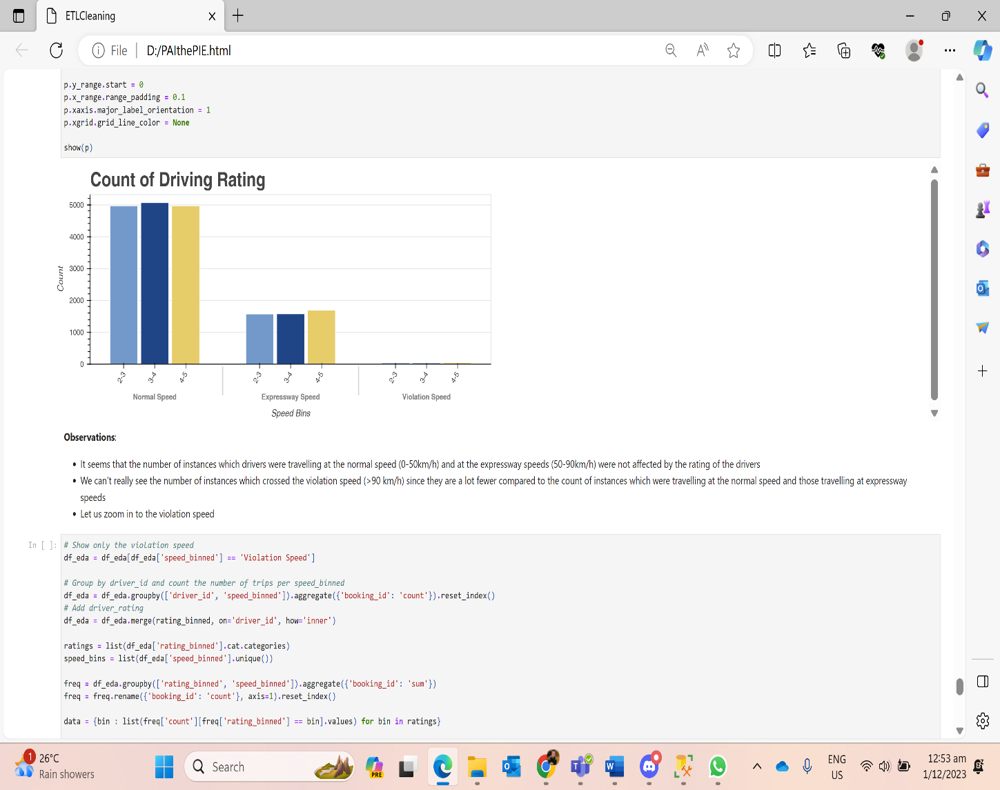 ETLCleaning
File
D:/PAIthePIE.html
p.y_range.start = 0
p.x_range.range_padding = 0.1
p.xaxis.major_label_orientation = 1
p.xgrid.grid_line_color = None
show(p)
Count of Driving Rating
5000
4000
3000
2000
1000
0
Count
2-3 3-4 4-5 2-3 3-4 4-5 2-3 3-4 4-5
Normal Speed Expressway Speed Violation Speed
Speed Bins
Observations:
• It seems that the number of instances which drivers were travelling at the normal speed (0-50km/h) and at the expressway speeds (50-90km/h) were not affected by the rating of the drivers
• We can't really see the number of instances which crossed the violation speed (>90 km/h) since they are a lot fewer compared to the count of instances which were travelling at the normal speed and those travelling at expressway
speeds
• Let us zoom in to the violation speed
In [ ]:
# Show only the violation speed
df_eda = df_eda[df_eda['speed_binned'] == 'Violation Speed']
# Group by driver_id and count the number of trips per speed_binned
df_eda = df_eda.groupby(['driver_id', 'speed_binned']).aggregate({'booking_id': 'count'}).reset_index()
# Add driver_rating
df_eda = df_eda.merge(rating_binned, on='driver_id', how='inner')
ratings = list(df_eda['rating_binned'].cat.categories)
speed_bins = list(df_eda['speed_binned'].unique())
freq = df_eda.groupby(['rating_binned', 'speed_binned']).aggregate({'booking_id': 'sum'})
freq = freq.rename({'booking_id': 'count'}, axis=1).reset_index()
data = {bin : list(freq['count'][freq['rating_binned'] == bin].values) for bin in ratings}
1
26°C
Rain showers
Search
PRE
ENG
US
12:53 am
1/12/2023